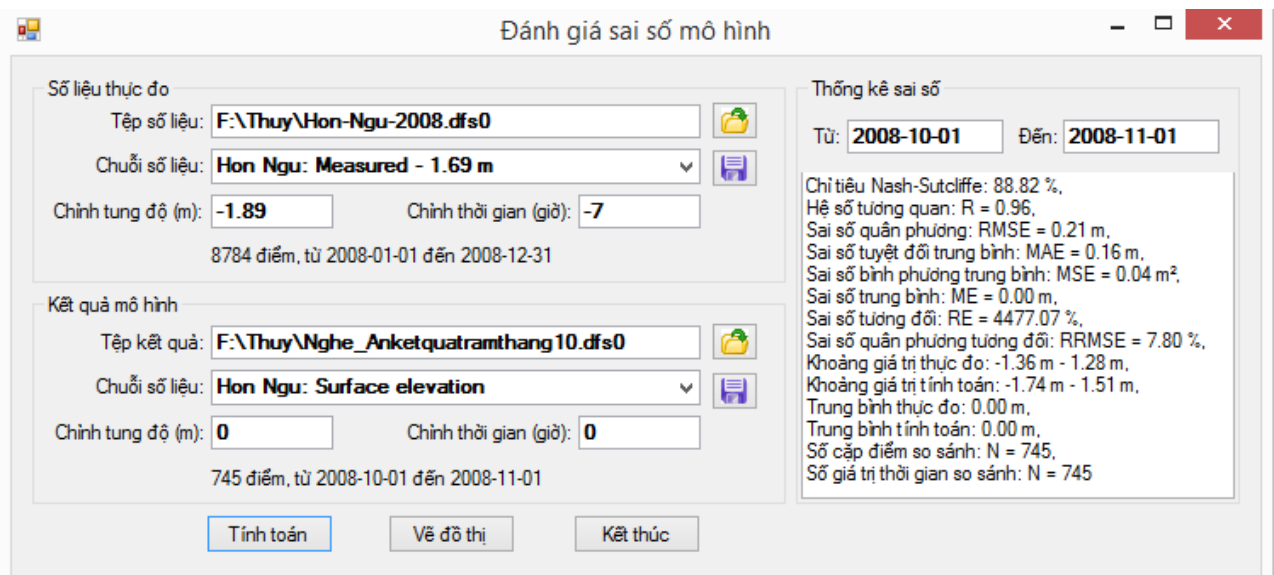 Đánh giá sai số mô hình
Số liệu thực đo
Tệp số liệu: F:\Thuy\Hon-Ngu-2008.dfs0
Chuỗi số liệu: Hon Ngu: Measured - 1.69 m
Chỉnh tung độ (m): -1.89 Chỉnh thời gian (giờ): -7
8784 điểm, từ 2008-01-01 đến 2008-12-31
Kết quả mô hình
Tệp kết quả: F:\Thuy\Nghe_Anketquatramthang10.dfs0
Chuỗi số liệu: Hon Ngu: Surface elevation
Chỉnh tung độ (m): 0 Chỉnh thời gian (giờ): 0
745 điểm, từ 2008-10-01 đến 2008-11-01
Tính toán Vẽ đồ thị Kết thúc
Thống kê sai số
Từ: 2008-10-01 Đến: 2008-11-01
Chỉ tiêu Nash-Sutcliffe: 88.82 %,
Hệ số tương quan: R = 0.96,
Sai số quân phương: RMSE = 0.21 m,
Sai số tuyệt đối trung bình: MAE = 0.16 m,
Sai số bình phương trung bình: MSE = 0.04 m²,
Sai số trung bình: ME = 0.00 m,
Sai số tương đối: RE = 4477.07 %,
Sai số quân phương tương đối: RRMSE = 7.80 %,
Khoảng giá trị thực đo: -1.36 m - 1.28 m,
Khoảng giá trị tính toán: -1.74 m - 1.51 m,
Trung bình thực đo: 0.00 m,
Trung bình tính toán: 0.00 m,
Số cặp điểm so sánh: N = 745,
Số giá trị thời gian so sánh: N = 745